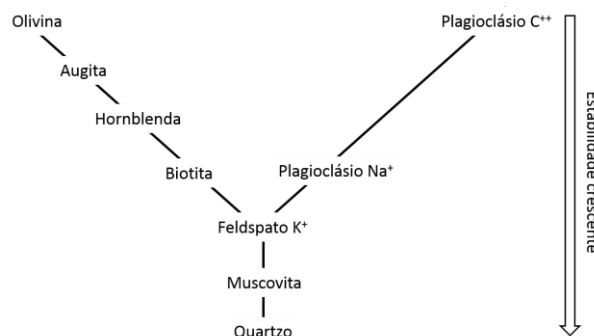 Olivina
Plagioclásio C++
Augita
Hornblenda
Biotita
Plagioclásio Na+
Feldspato K+
Muscovita
Quartzo
Estabilidade crescente